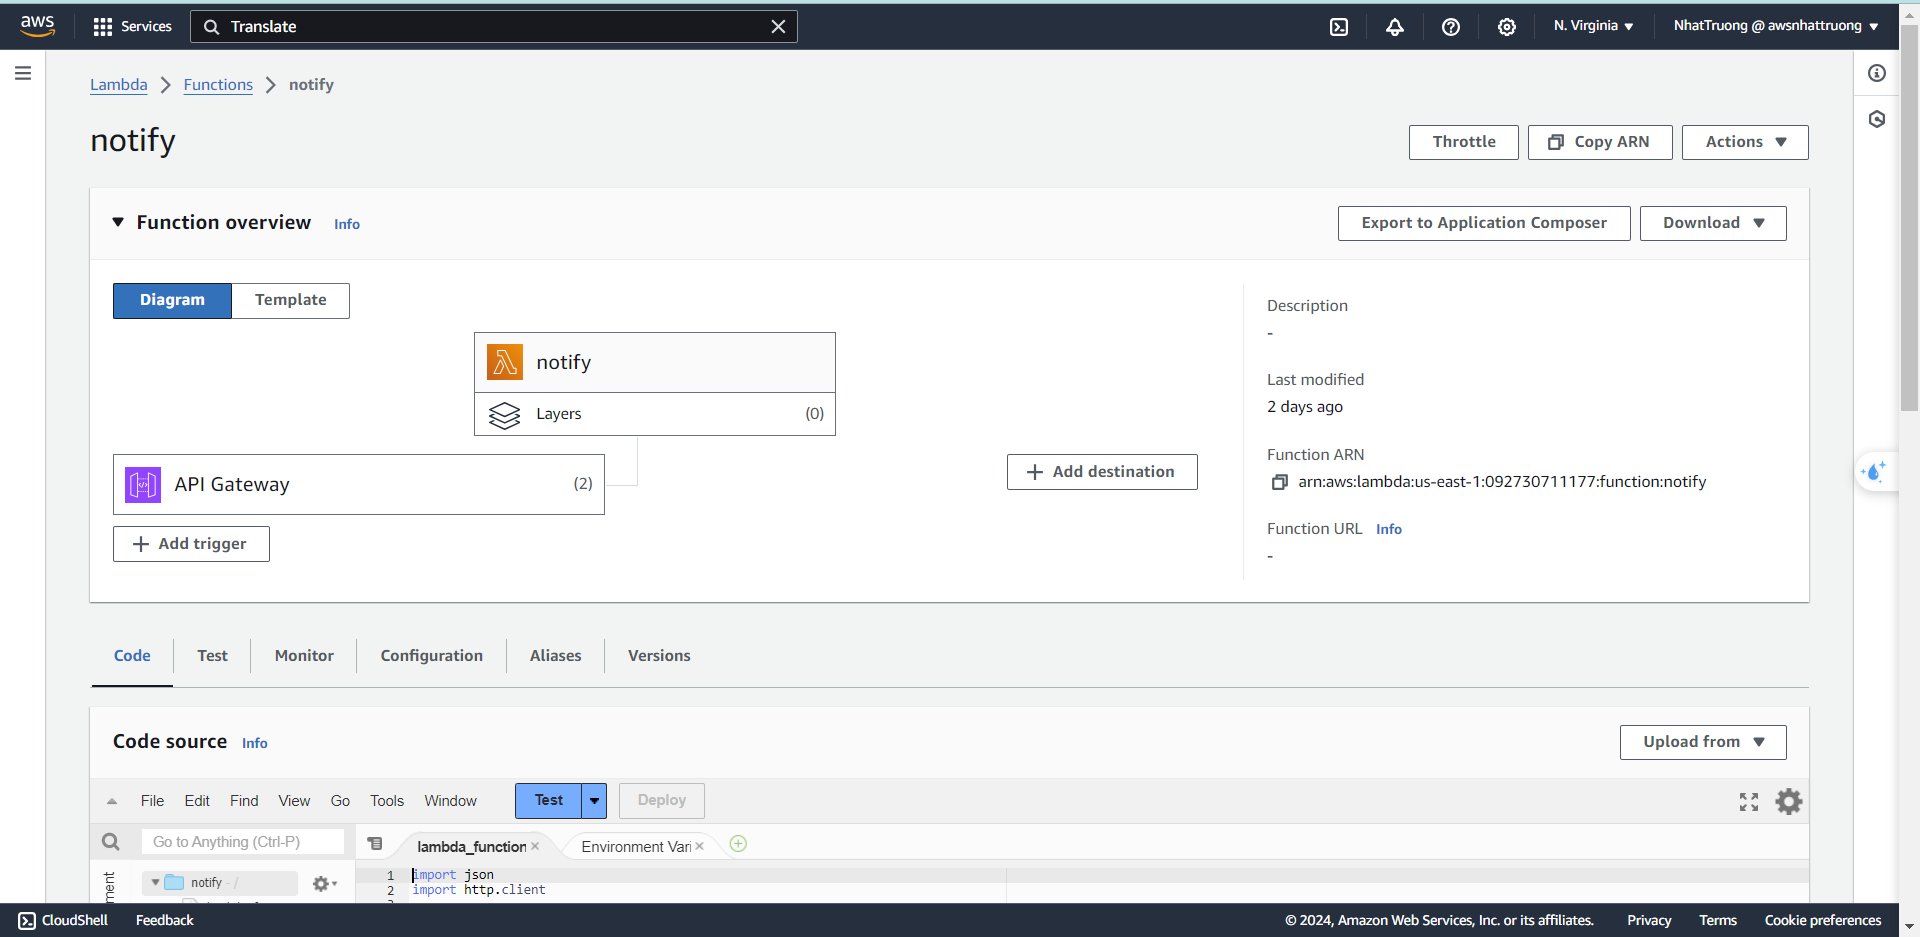 aws Services Translate N. Virginia NhatTruong @ awsnhattruong
Lambda Functions notify
notify
Throttle Copy ARN Actions
Function overview Info
Export to Application Composer Download
Diagram Template
notify
Layers (0)
API Gateway (2)
Add trigger
Add destination
Description
-
Last modified
2 days ago
Function ARN
arn:aws:lambda:us-east-1:092730711177:function:notify
Function URL Info
-
Code Test Monitor Configuration Aliases Versions
Code source Info
Upload from
File Edit Find View Go Tools Window Test Deploy
Go to Anything (Ctrl-P)
lambda_function Environment Vari
notify - /
1 import json
2 import http.client
CloudShell Feedback © 2024, Amazon Web Services, Inc. or its affiliates. Privacy Terms Cookie preferences